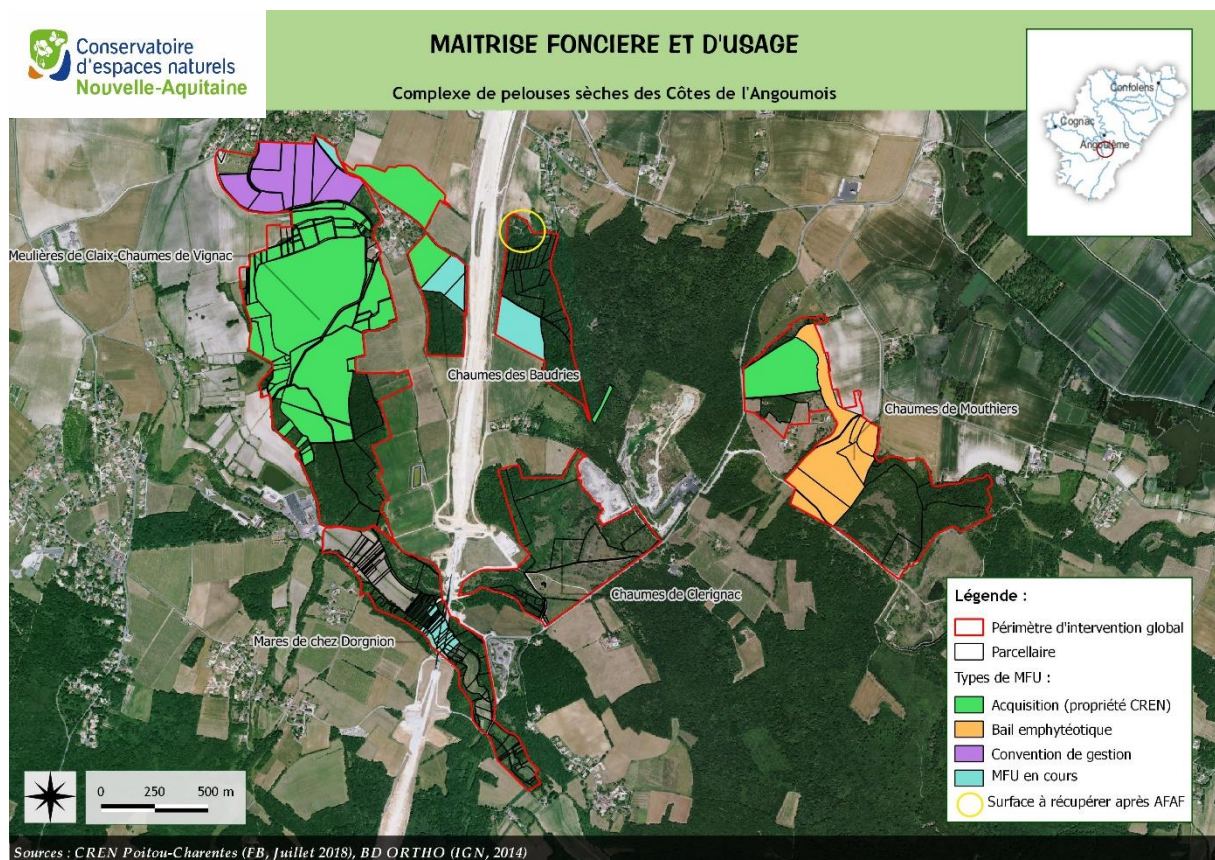 Conservatoire
d'espaces naturels
Nouvelle-Aquitaine
MAITRISE FONCIERE ET D'USAGE
Complexe de pelouses sèches des Côtes de l'Angoumois
Confolens
Cognac
Angoulême
Meulières de Claix-Chaumes de Vignac
Chaumes des Baudries
Chaumes de Mouthiers
Chaumes de Clerignac
Mares de chez Dorgnion
Légende :
Périmètre d'intervention global
Parcellaire
Types de MFU :
Acquisition (propriété CREN)
Bail emphytéotique
Convention de gestion
MFU en cours
Surface à récupérer après AFAF
0 250 500 m
Sources : CREN Poitou-Charentes (FB, Juillet 2018), BD ORTHO (IGN, 2014)